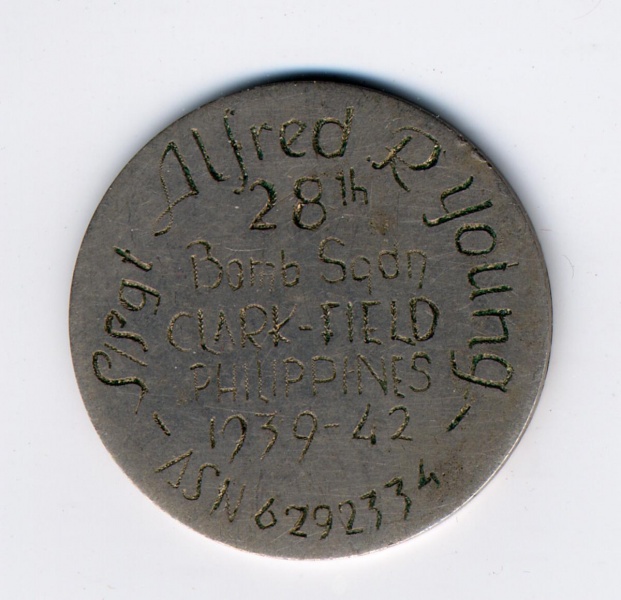 S/Sgt Alfred R Young
28th
Bomb Sqdn
CLARK-FIELD
PHILIPPINES
1939-42
- ASN 6292334 -